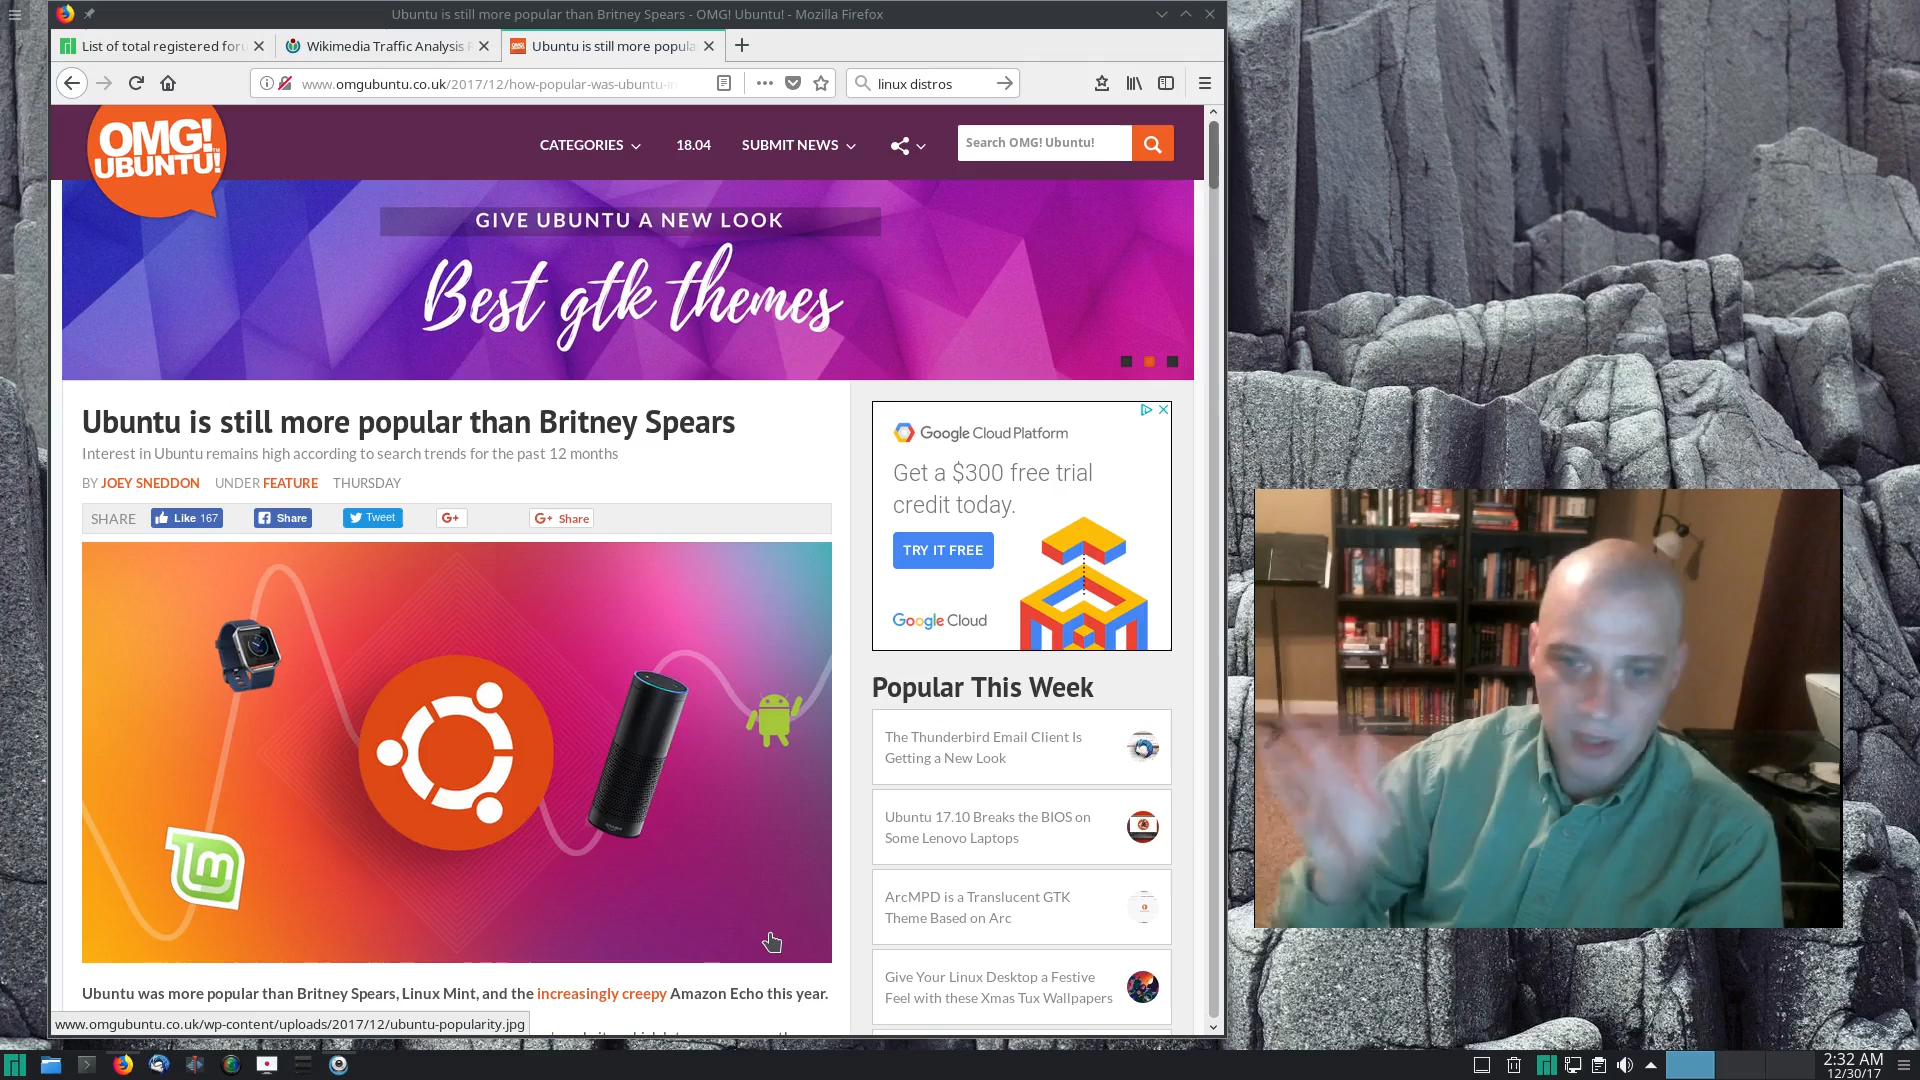 Ubuntu is still more popular than Britney Spears - OMG! Ubuntu! - Mozilla Firefox
List of total registered foru
Wikimedia Traffic Analysis R
Ubuntu is still more popula
www.omgubuntu.co.uk/2017/12/how-popular-was-ubuntu-in
linux distros
OMG!
UBUNTU!
CATEGORIES
18.04
SUBMIT NEWS
Search OMG! Ubuntu!
GIVE UBUNTU A NEW LOOK
Best gtk themes
Ubuntu is still more popular than Britney Spears
Interest in Ubuntu remains high according to search trends for the past 12 months
BY JOEY SNEDDON UNDER FEATURE THURSDAY
SHARE
Like 167
Share
Tweet
G+
G+ Share
Ubuntu was more popular than Britney Spears, Linux Mint, and the increasingly creepy Amazon Echo this year.
www.omgubuntu.co.uk/wp-content/uploads/2017/12/ubuntu-popularity.jpg
Google Cloud Platform
Get a $300 free trial
credit today.
TRY IT FREE
Google Cloud
Popular This Week
The Thunderbird Email Client Is
Getting a New Look
Ubuntu 17.10 Breaks the BIOS on
Some Lenovo Laptops
ArcMPD is a Translucent GTK
Theme Based on Arc
Give Your Linux Desktop a Festive
Feel with these Xmas Tux Wallpapers
2:32 AM
12/30/17